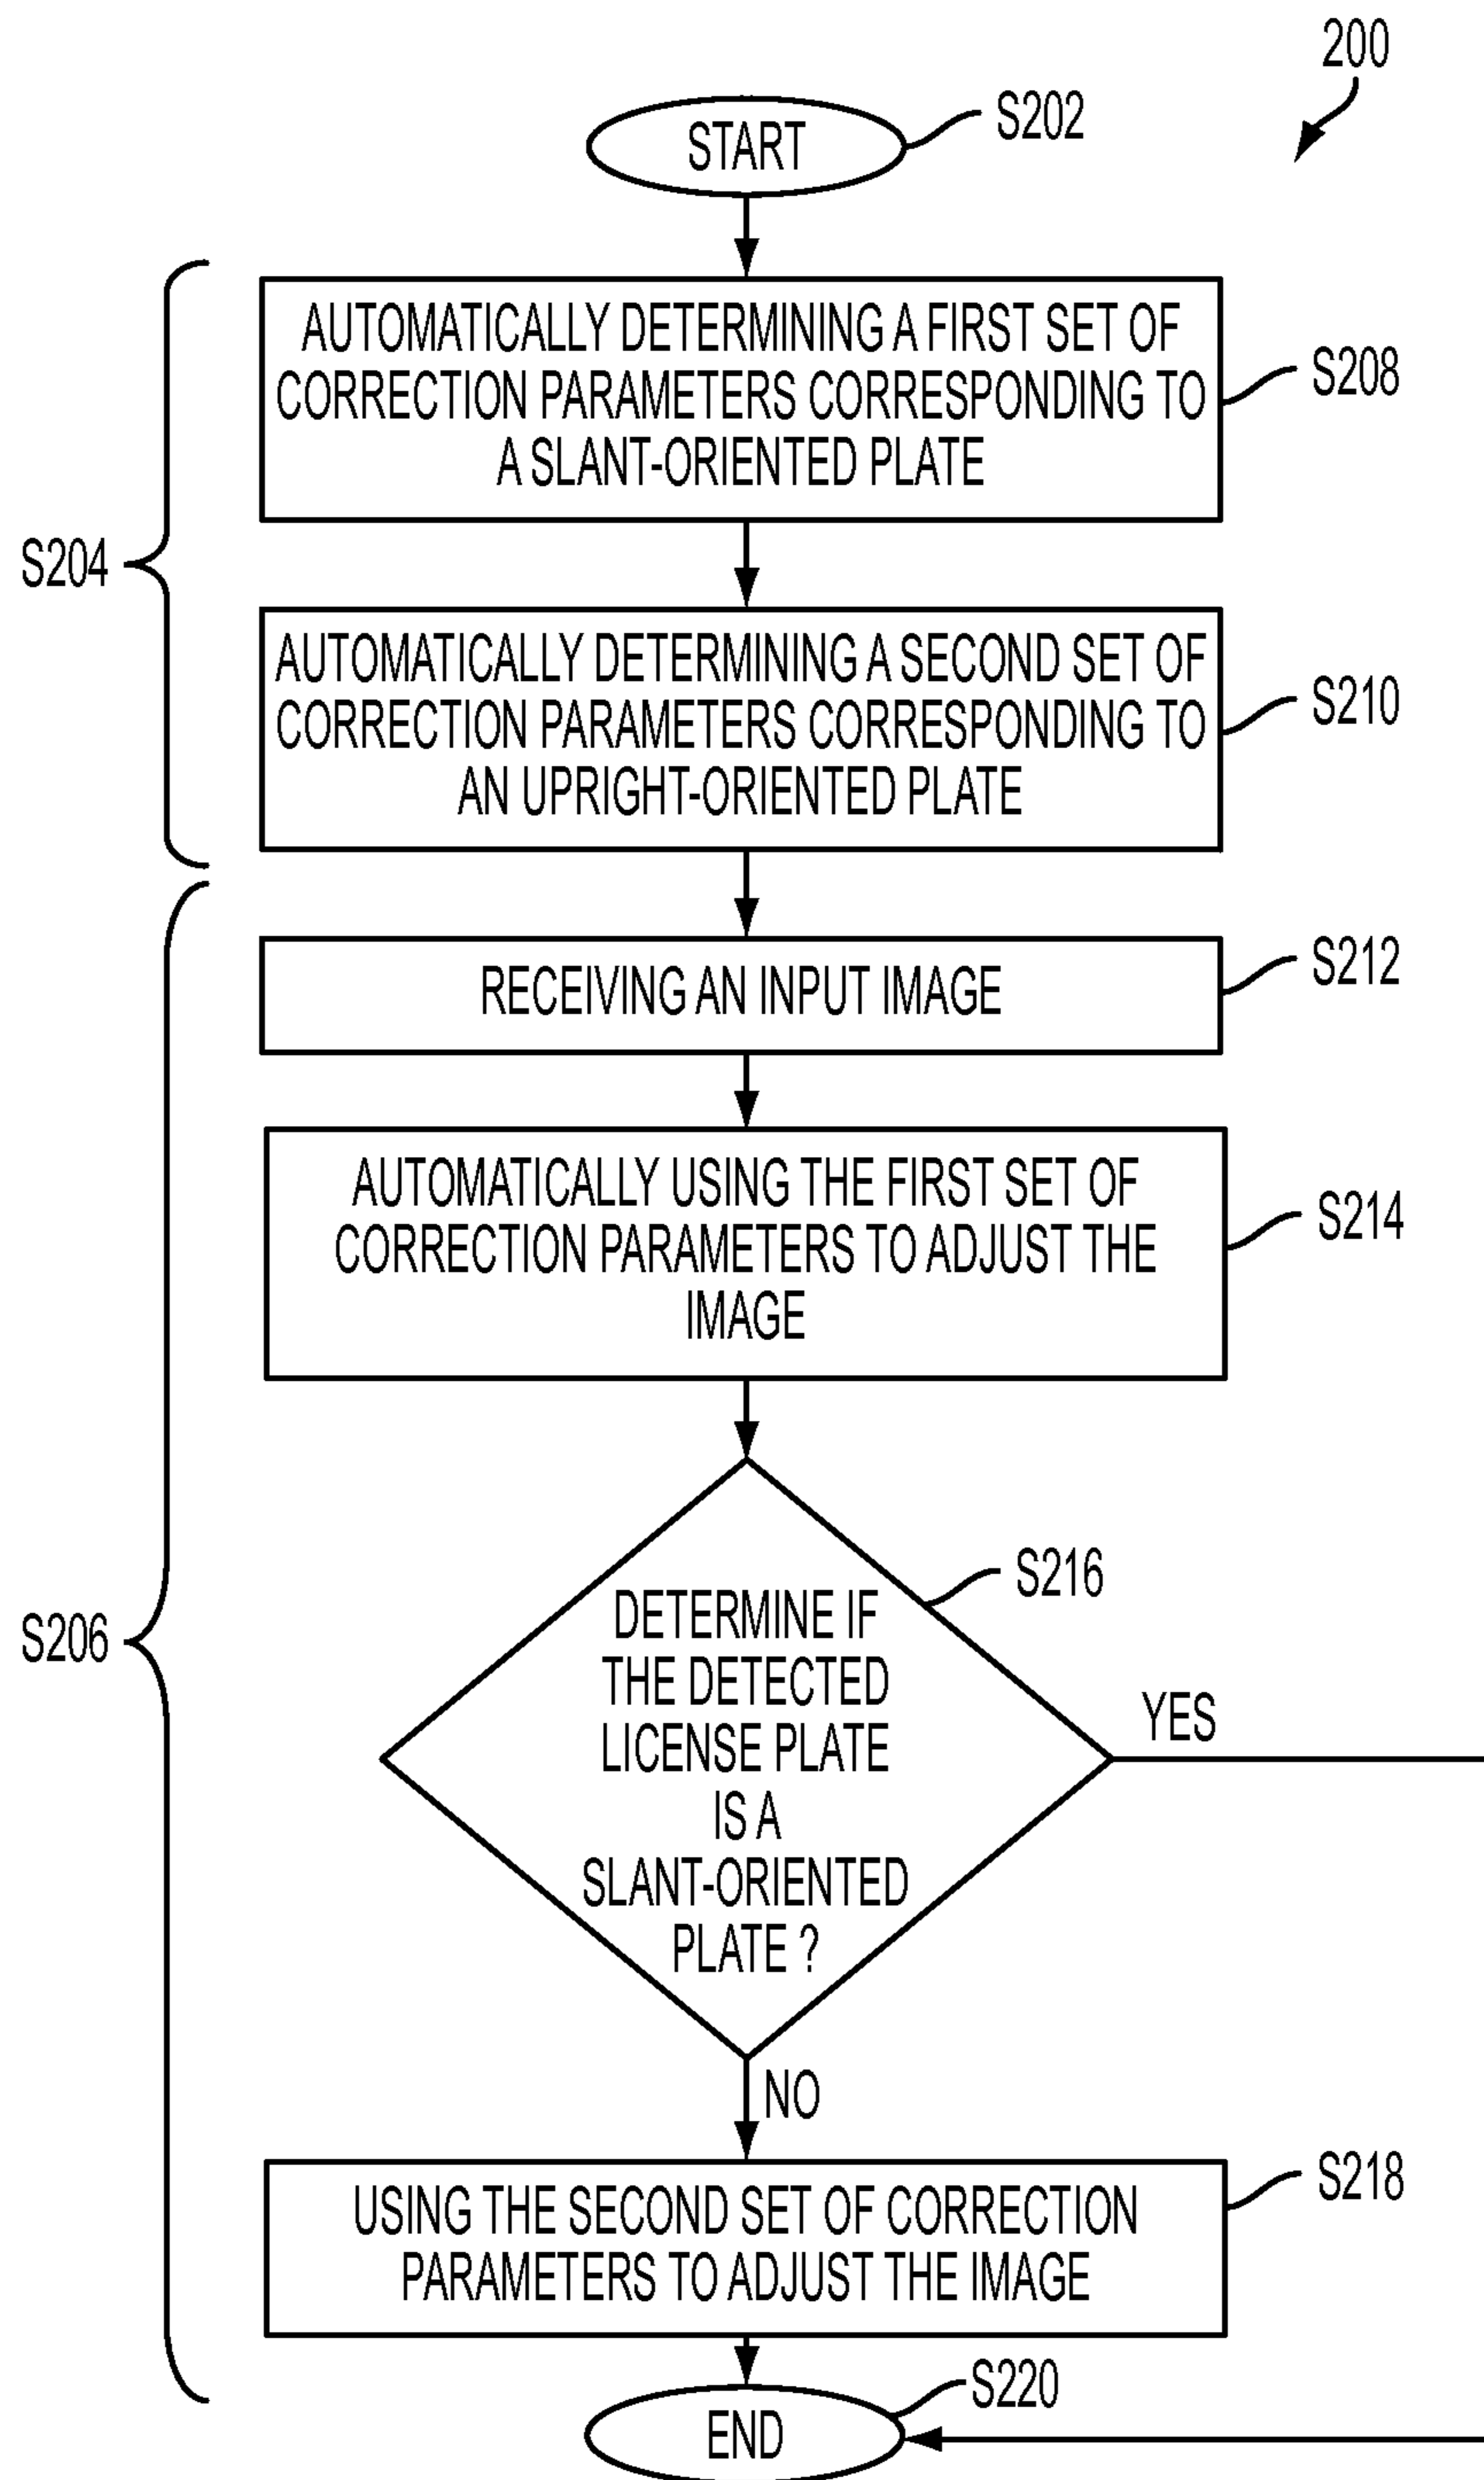 200
START
S202
AUTOMATICALLY DETERMINING A FIRST SET OF
CORRECTION PARAMETERS CORRESPONDING TO
A SLANT-ORIENTED PLATE
S208
S204
AUTOMATICALLY DETERMINING A SECOND SET OF
CORRECTION PARAMETERS CORRESPONDING TO
AN UPRIGHT-ORIENTED PLATE
S210
RECEIVING AN INPUT IMAGE
S212
AUTOMATICALLY USING THE FIRST SET OF
CORRECTION PARAMETERS TO ADJUST THE
IMAGE
S214
S206
DETERMINE IF
THE DETECTED
LICENSE PLATE
IS A
SLANT-ORIENTED
PLATE ?
S216
YES
NO
USING THE SECOND SET OF CORRECTION
PARAMETERS TO ADJUST THE IMAGE
S218
END
S220